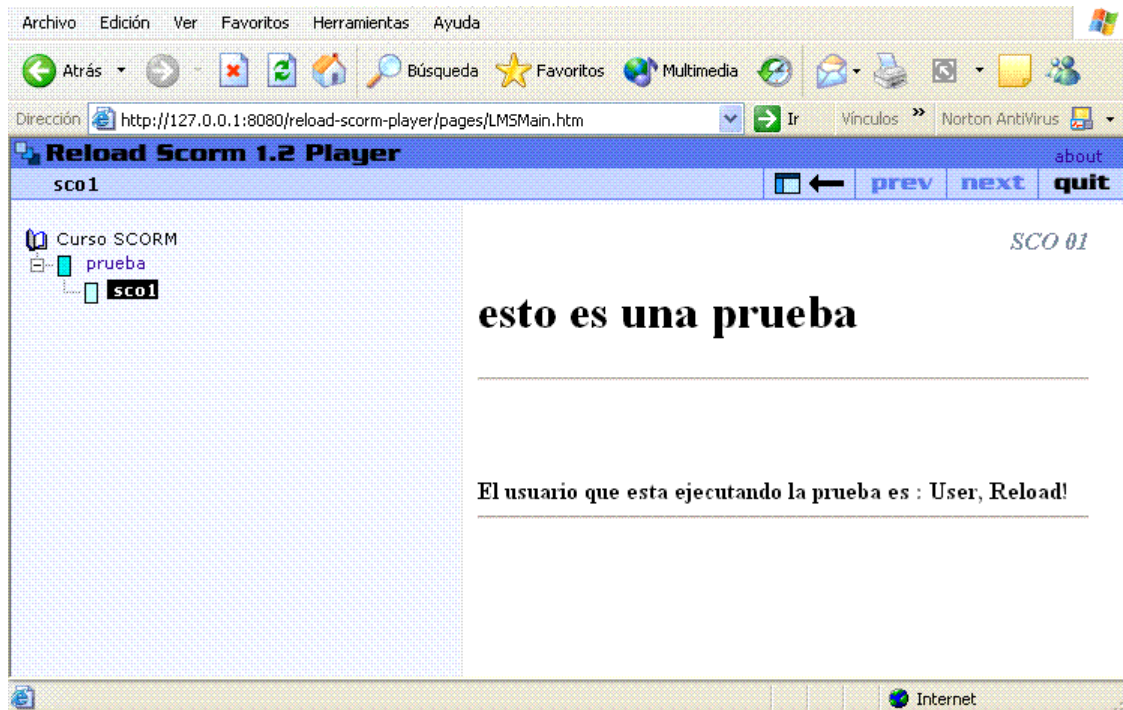 Archivo Edición Ver Favoritos Herramientas Ayuda
Atrás Búsqueda Favoritos Multimedia
Dirección http://127.0.0.1:8080/reload-scorm-player/pages/LMSMain.htm Ir Vínculos » Norton AntiVirus
Reload Scorm 1.2 Player about
sco1 prev next quit
Curso SCORM
prueba
sco1
SCO 01
esto es una prueba
El usuario que esta ejecutando la prueba es : User, Reload!
Internet